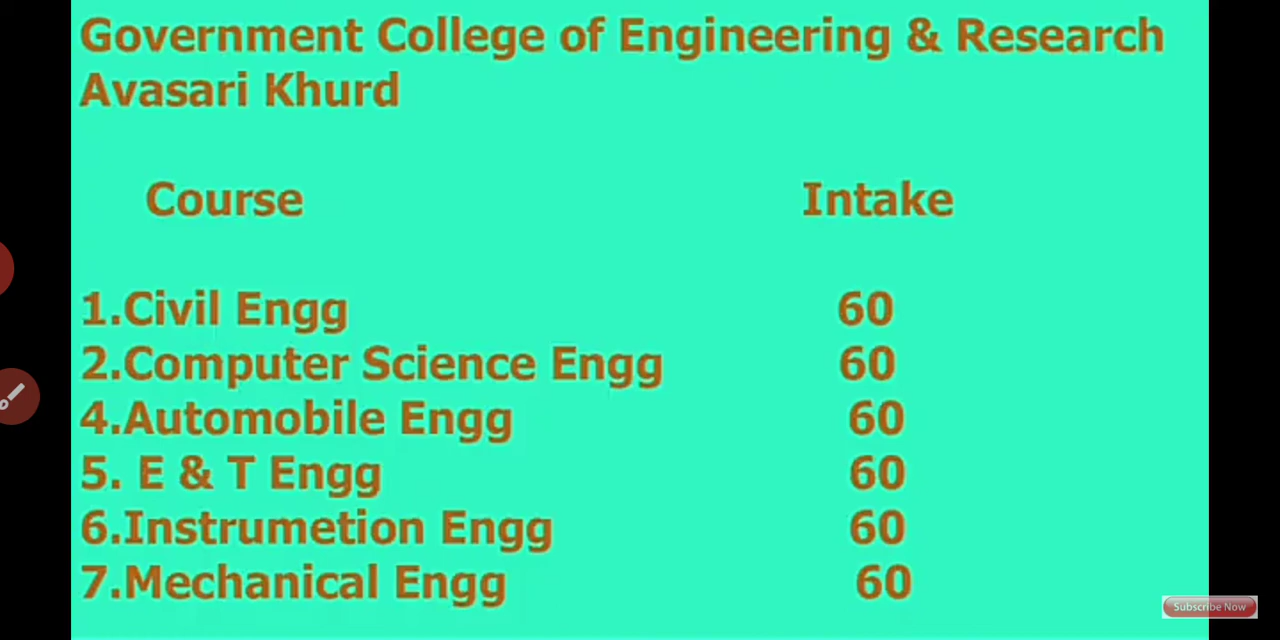 Government College of Engineering & Research
Avasari Khurd
Course Intake
1.Civil Engg 60
2.Computer Science Engg 60
4.Automobile Engg 60
5. E & T Engg 60
6.Instrumetion Engg 60
7.Mechanical Engg 60
Subscribe Now